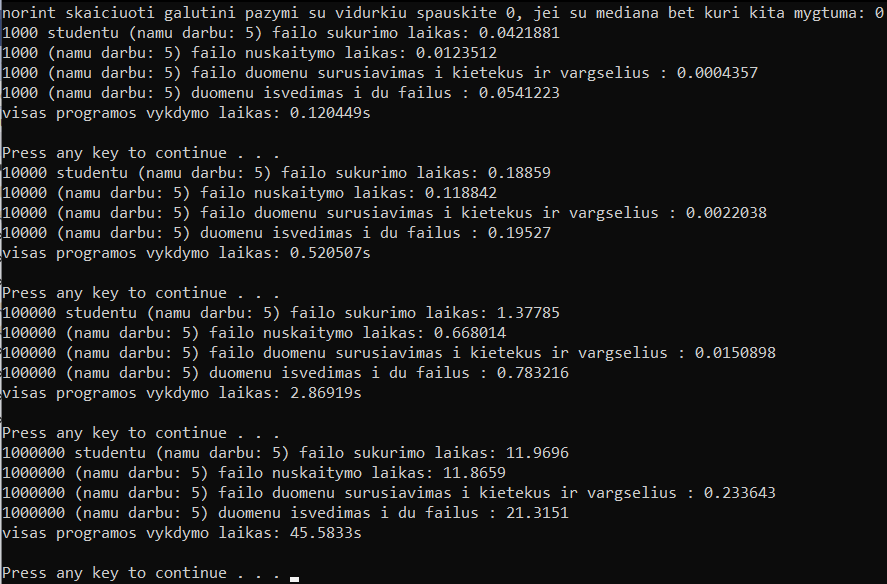 norint skaiciuoti galutini pazymi su vidurkiu spauskite 0, jei su mediana bet kuri kita mygtuma: 0
1000 studentu (namu darbu: 5) failo sukurimo laikas: 0.0421881
1000 (namu darbu: 5) failo nuskaitymo laikas: 0.0123512
1000 (namu darbu: 5) failo duomenu surusiavimas i kietekus ir vargselius : 0.0004357
1000 (namu darbu: 5) duomenu isvedimas i du failus : 0.0541223
visas programos vykdymo laikas: 0.120449s
Press any key to continue . . .
10000 studentu (namu darbu: 5) failo sukurimo laikas: 0.18859
10000 (namu darbu: 5) failo nuskaitymo laikas: 0.118842
10000 (namu darbu: 5) failo duomenu surusiavimas i kietekus ir vargselius : 0.0022038
10000 (namu darbu: 5) duomenu isvedimas i du failus : 0.19527
visas programos vykdymo laikas: 0.520507s
Press any key to continue . . .
100000 studentu (namu darbu: 5) failo sukurimo laikas: 1.37785
100000 (namu darbu: 5) failo nuskaitymo laikas: 0.668014
100000 (namu darbu: 5) failo duomenu surusiavimas i kietekus ir vargselius : 0.0150898
100000 (namu darbu: 5) duomenu isvedimas i du failus : 0.783216
visas programos vykdymo laikas: 2.86919s
Press any key to continue . . .
1000000 studentu (namu darbu: 5) failo sukurimo laikas: 11.9696
1000000 (namu darbu: 5) failo nuskaitymo laikas: 11.8659
1000000 (namu darbu: 5) failo duomenu surusiavimas i kietekus ir vargselius : 0.233643
1000000 (namu darbu: 5) duomenu isvedimas i du failus : 21.3151
visas programos vykdymo laikas: 45.5833s
Press any key to continue . . .